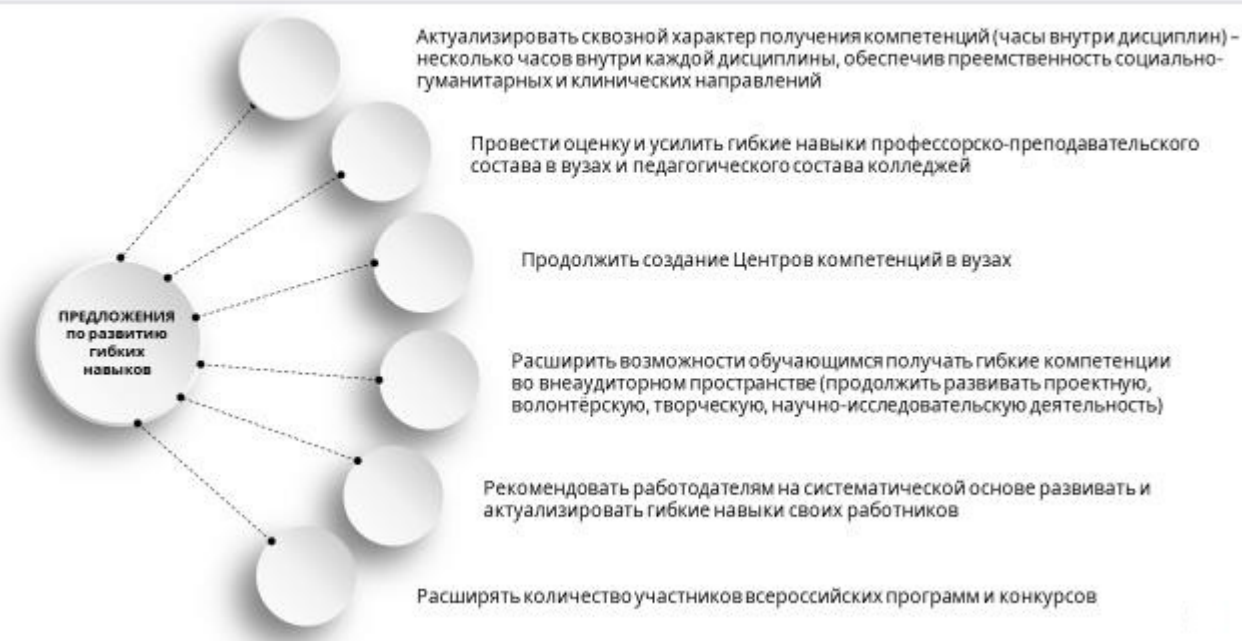 Актуализировать сквозной характер получения компетенций (часы внутри дисциплин) –
несколько часов внутри каждой дисциплины, обеспечив преемственность социально-
гуманитарных и клинических направлений
Провести оценку и усилить гибкие навыки профессорско-преподавательского
состава в вузах и педагогического состава колледжей
Продолжить создание Центров компетенций в вузах
ПРЕДЛОЖЕНИЯ
по развитию
гибких
навыков
Расширить возможности обучающимся получать гибкие компетенции
во внеаудиторном пространстве (продолжить развивать проектную,
волонтёрскую, творческую, научно-исследовательскую деятельность)
Рекомендовать работодателям на систематической основе развивать и
актуализировать гибкие навыки своих работников
Расширять количество участников всероссийских программ и конкурсов